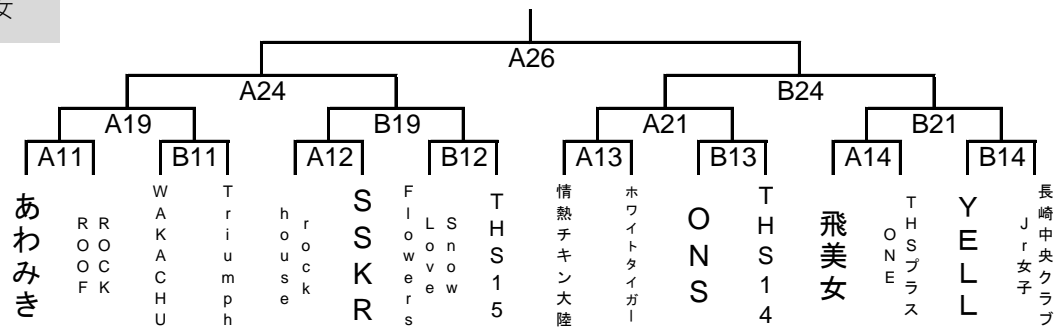 女
A26
A24
B24
A19
B19
A21
B21
A11
B11
A12
B12
A13
B13
A14
B14
あわみき
ROCK
ROOF
WAKACHU
Triumph
rock
house
SSKR
Snow
Love
Flowers
THS15
情熱チキン大陸
ホワイトタイガー
ONS
THS14
飛美女
THSプラス
ONE
YELL
長崎中央クラブ
Jr女子